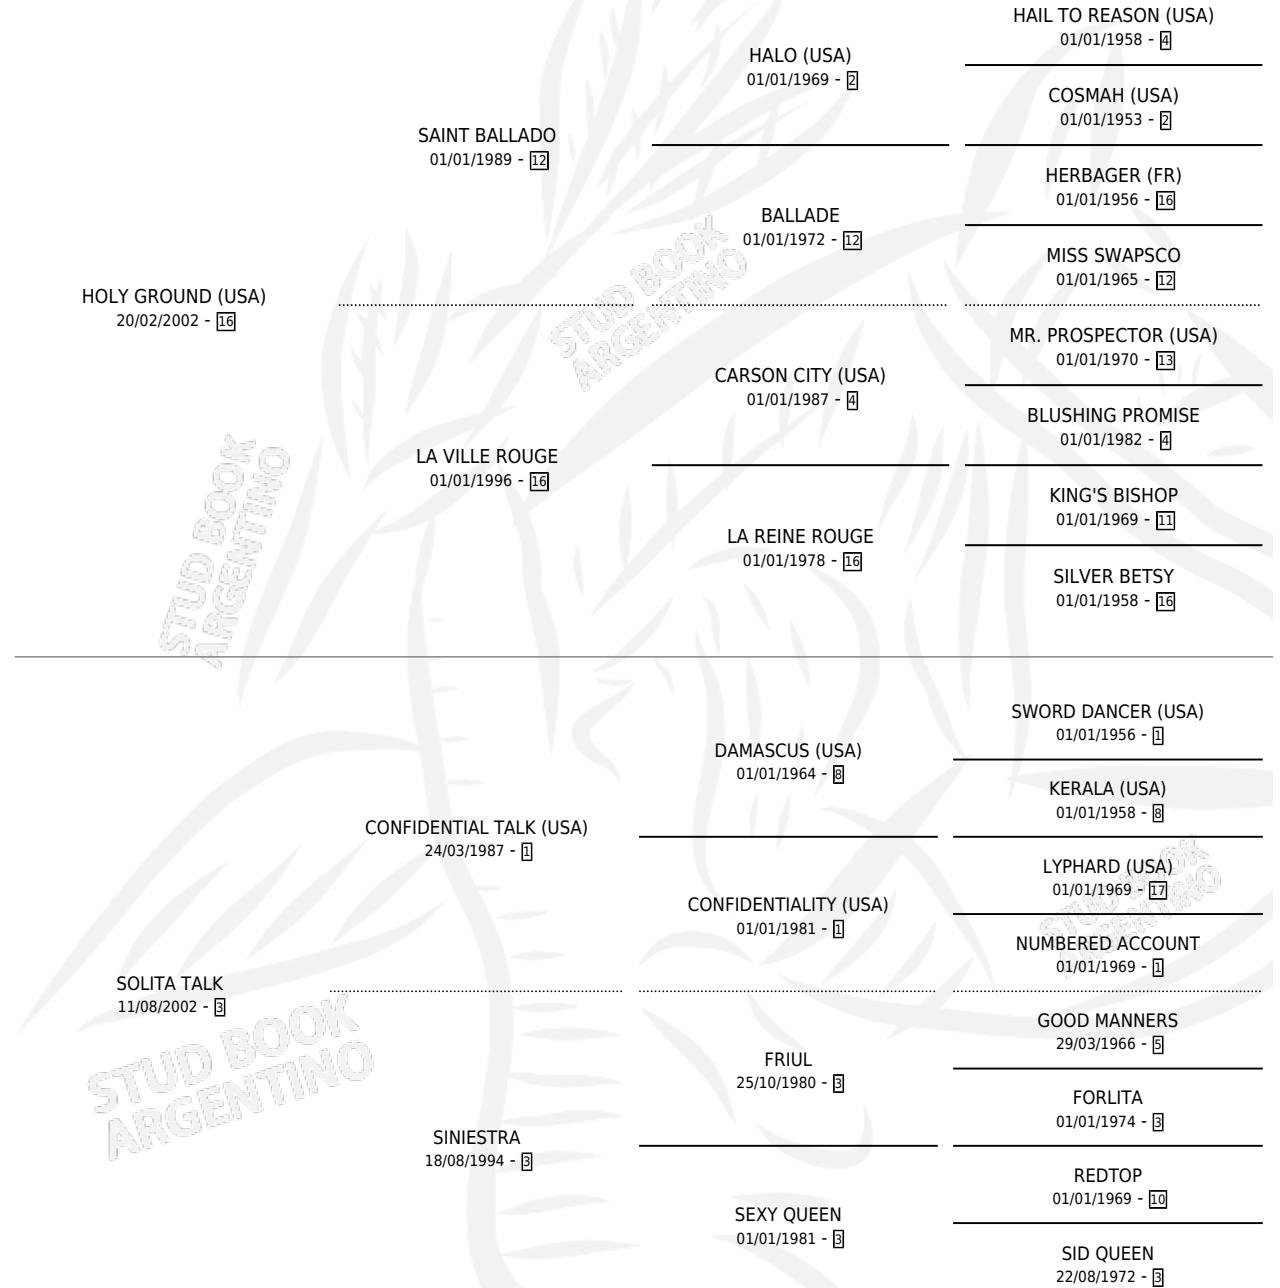 HAIL TO REASON (USA)
01/01/1958 - 4
HALO (USA)
01/01/1969 - 2
COSMAH (USA)
01/01/1953 - 2
SAINT BALLADO
01/01/1989 - 12
HERBAGER (FR)
01/01/1956 - 16
BALLADE
01/01/1972 - 12
MISS SWAPSCO
01/01/1965 - 12
HOLY GROUND (USA)
20/02/2002 - 16
MR. PROSPECTOR (USA)
01/01/1970 - 13
CARSON CITY (USA)
01/01/1987 - 4
BLUSHING PROMISE
01/01/1982 - 4
LA VILLE ROUGE
01/01/1996 - 16
KING'S BISHOP
01/01/1969 - 11
LA REINE ROUGE
01/01/1978 - 16
SILVER BETSY
01/01/1958 - 16
SWORD DANCER (USA)
01/01/1956 - 1
DAMASCUS (USA)
01/01/1964 - 8
KERALA (USA)
01/01/1958 - 8
CONFIDENTIAL TALK (USA)
24/03/1987 - 1
LYPHARD (USA)
01/01/1969 - 17
CONFIDENTIALITY (USA)
01/01/1981 - 1
NUMBERED ACCOUNT
01/01/1969 - 1
SOLITA TALK
11/08/2002 - 3
GOOD MANNERS
29/03/1966 - 5
FRIUL
25/10/1980 - 3
FORLITA
01/01/1974 - 3
SINIESTRA
18/08/1994 - 3
REDTOP
01/01/1969 - 10
SEXY QUEEN
01/01/1981 - 3
SID QUEEN
22/08/1972 - 3
STUD BOOK
ARGENTINO
STUD BOOK
ARGENTINO
STUD BOOK
ARGENTINO
STUD BOOK
ARGENTINO